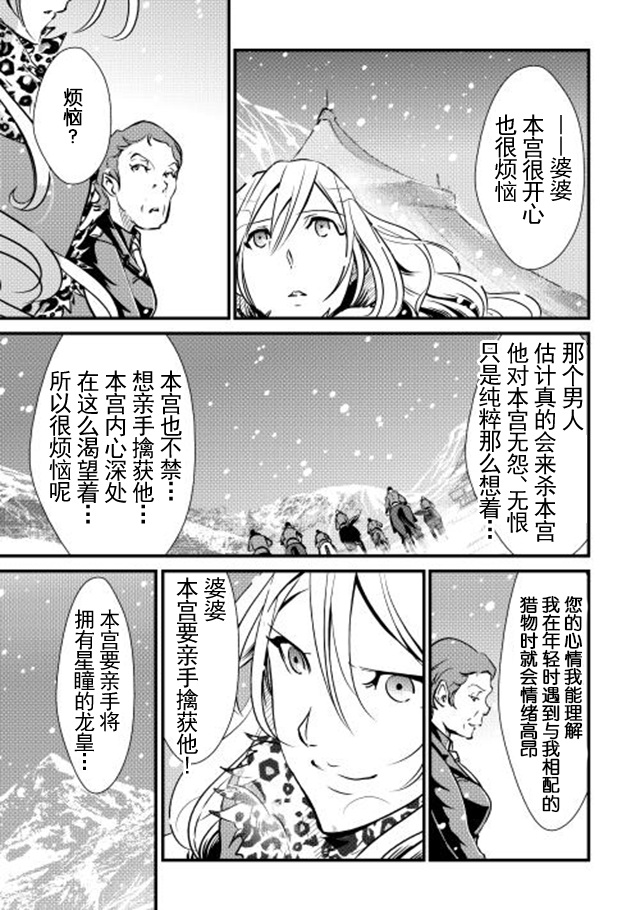 ——婆婆
本宫很开心
也很烦恼
烦恼？
那个男人
估计真的会来杀本宫
他对本宫无怨、无恨
只是纯粹那么想着…
本宫也不禁…
想亲手擒获他…
本宫内心深处
在这么渴望着…
所以很烦恼呢
您的心情我能理解
我在年轻时遇到与我相配的
猎物时就会情绪高昂
婆婆
本宫要亲手擒获他！
本宫要亲手将
拥有星瞳的龙皇…